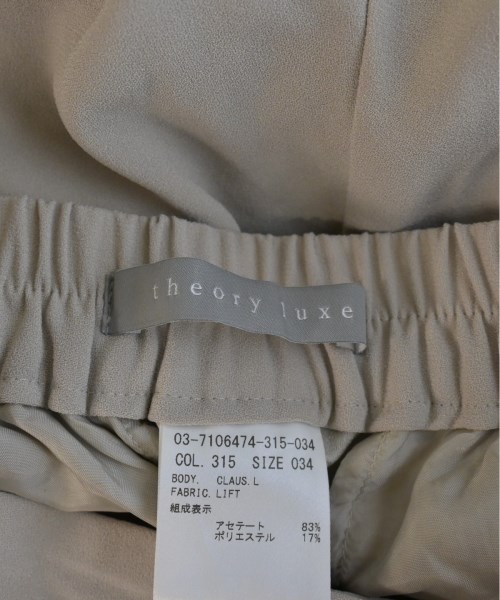 theory luxe
03-7106474-315-034
COL. 315 SIZE 034
BODY. CLAUS.L
FABRIC.LIFT
組成表示
アセテート 83%
ポリエステル 17%